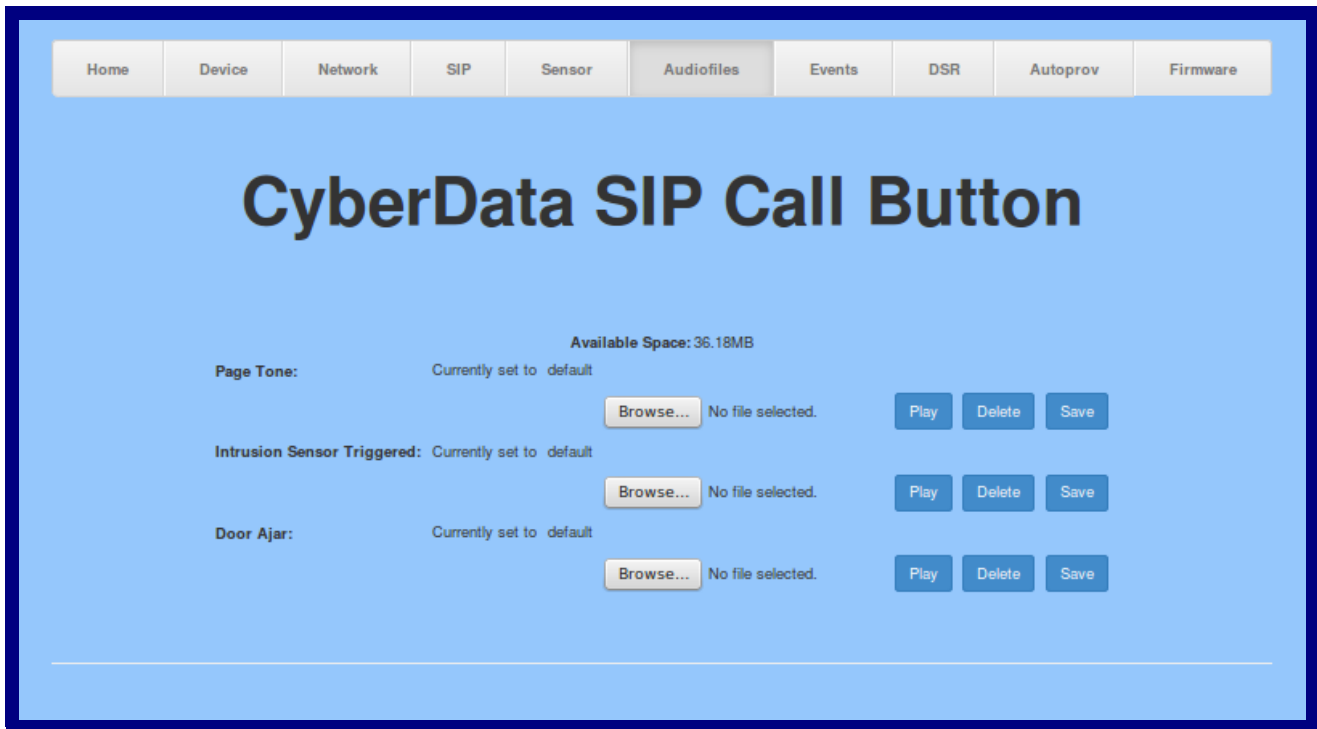 Home Device Network SIP Sensor Audiofiles Events DSR Autoprov Firmware
CyberData SIP Call Button
Available Space: 36.18MB
Page Tone: Currently set to default
Browse... No file selected. Play Delete Save
Intrusion Sensor Triggered: Currently set to default
Browse... No file selected. Play Delete Save
Door Ajar: Currently set to default
Browse... No file selected. Play Delete Save